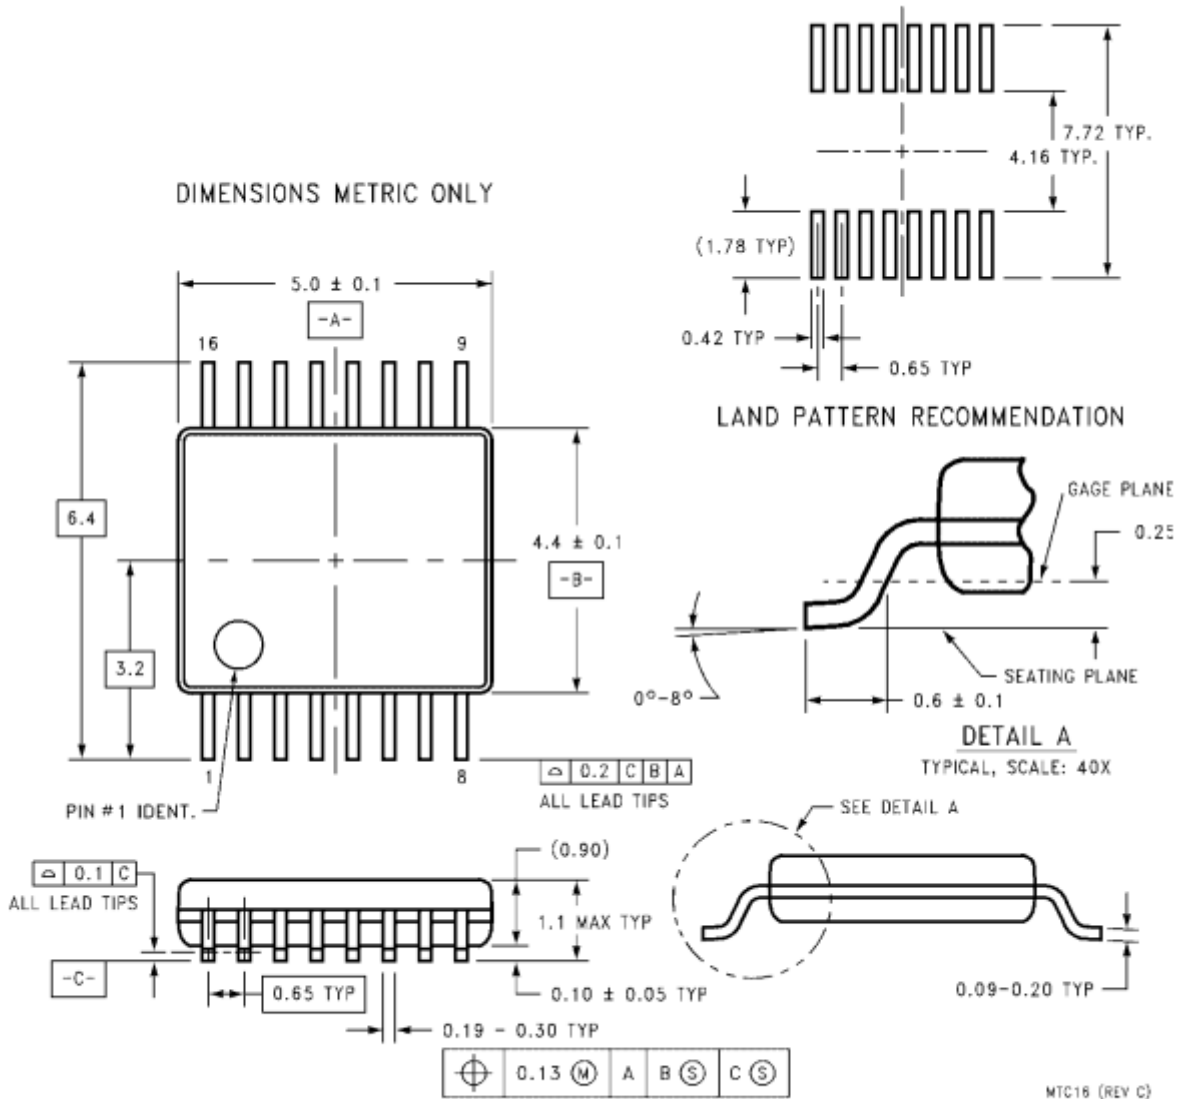 7.72 TYP.
4.16 TYP.
DIMENSIONS METRIC ONLY
(1.78 TYP)
5.0 ± 0.1
-A-
0.42 TYP
0.65 TYP
16
9
LAND PATTERN RECOMMENDATION
GAGE PLANE
0.25
6.4
4.4 ± 0.1
-B-
3.2
SEATING PLANE
0°-8°
0.6 ± 0.1
DETAIL A
TYPICAL, SCALE: 40X
1
8
⌓ 0.2 C B A
ALL LEAD TIPS
PIN #1 IDENT.
SEE DETAIL A
(0.90)
⌓ 0.1 C
ALL LEAD TIPS
1.1 MAX TYP
-C-
0.65 TYP
0.10 ± 0.05 TYP
0.09-0.20 TYP
0.19 - 0.30 TYP
⌖ 0.13 Ⓜ A B Ⓢ C Ⓢ
MTC16 (REV C)